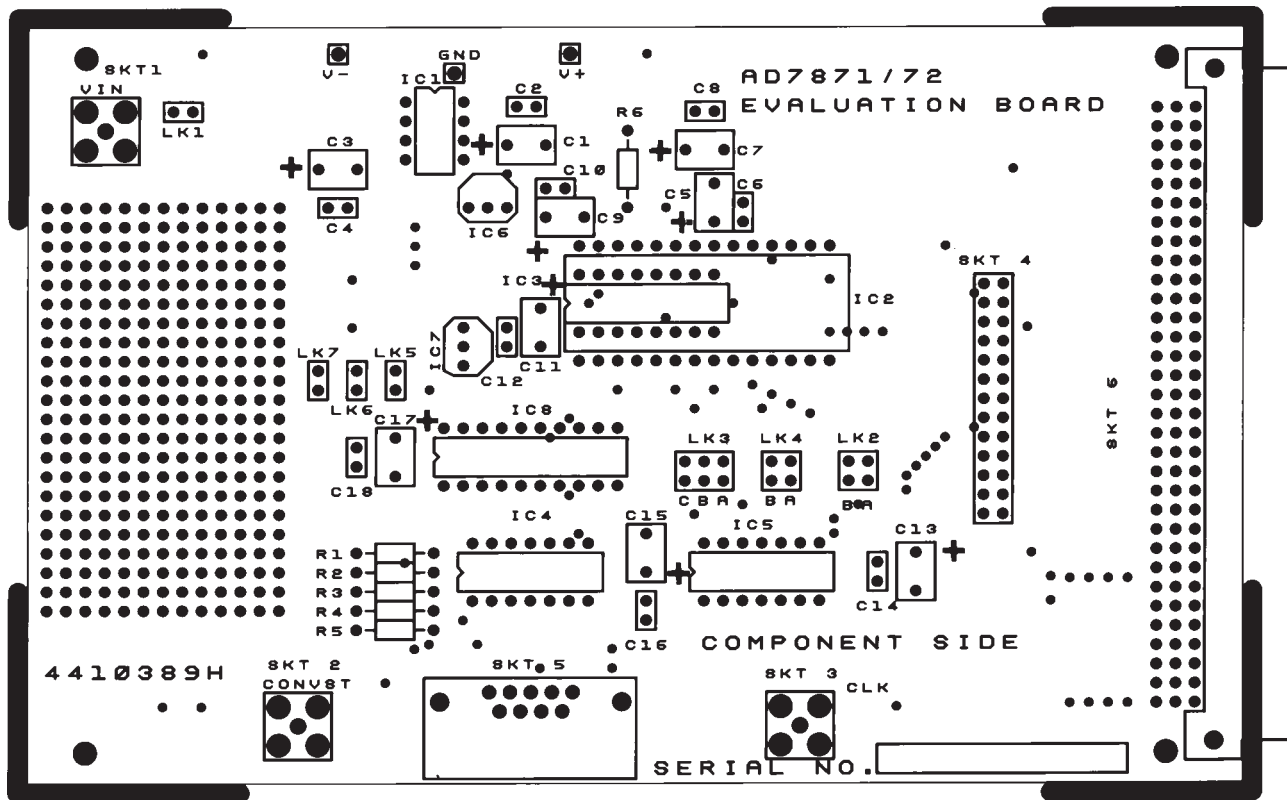 GND
SKT1
V-
V+
AD7871/72
IC1
VIN
C2
C8
EVALUATION BOARD
R6
LK1
C3
C1
C7
C10
C5
C6
C4
IC6
C9
SKT 4
IC3
IC2
IC7
LK7
LK5
C12
C11
SKT 6
LK6
C17
IC8
LK3
LK4
LK2
C18
C B A
B A
B A
IC4
C15
IC5
C13
R1
R2
R3
C14
R4
R5
C16
COMPONENT SIDE
4410389H
SKT 2
SKT 5
SKT 3
CONVST
CLK
SERIAL NO.